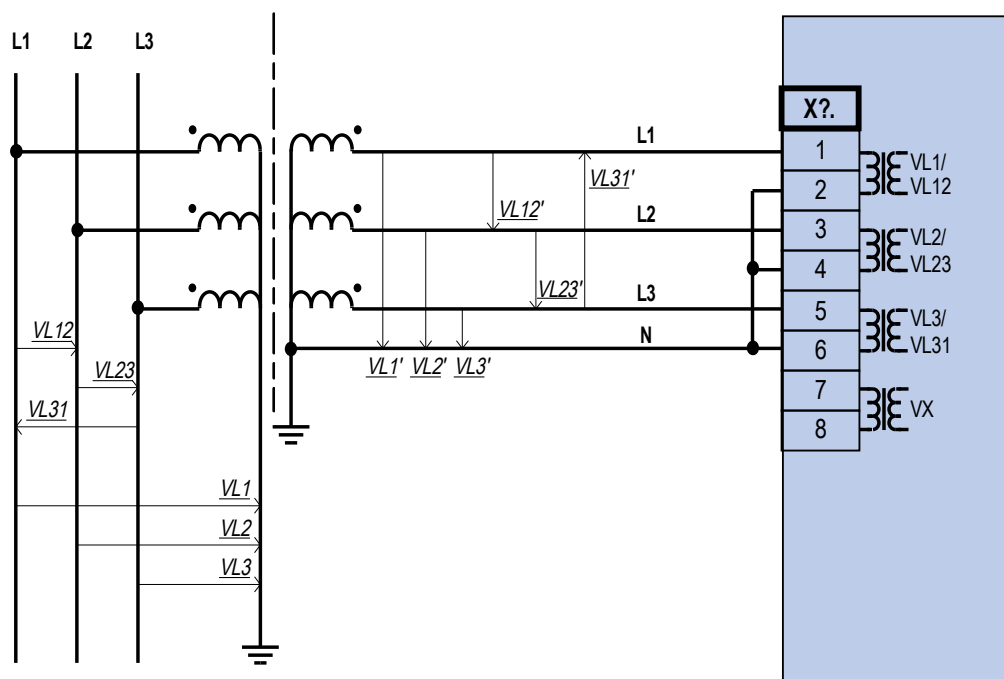 L1 L2 L3
X?.
L1
1
VL1/
VL12
VL31'
2
VL12'
L2
3
VL2/
VL23
4
VL23'
L3
5
VL3/
VL31
N
6
VL12
VL1' VL2' VL3'
VL23
7
VX
VL31
8
VL1
VL2
VL3